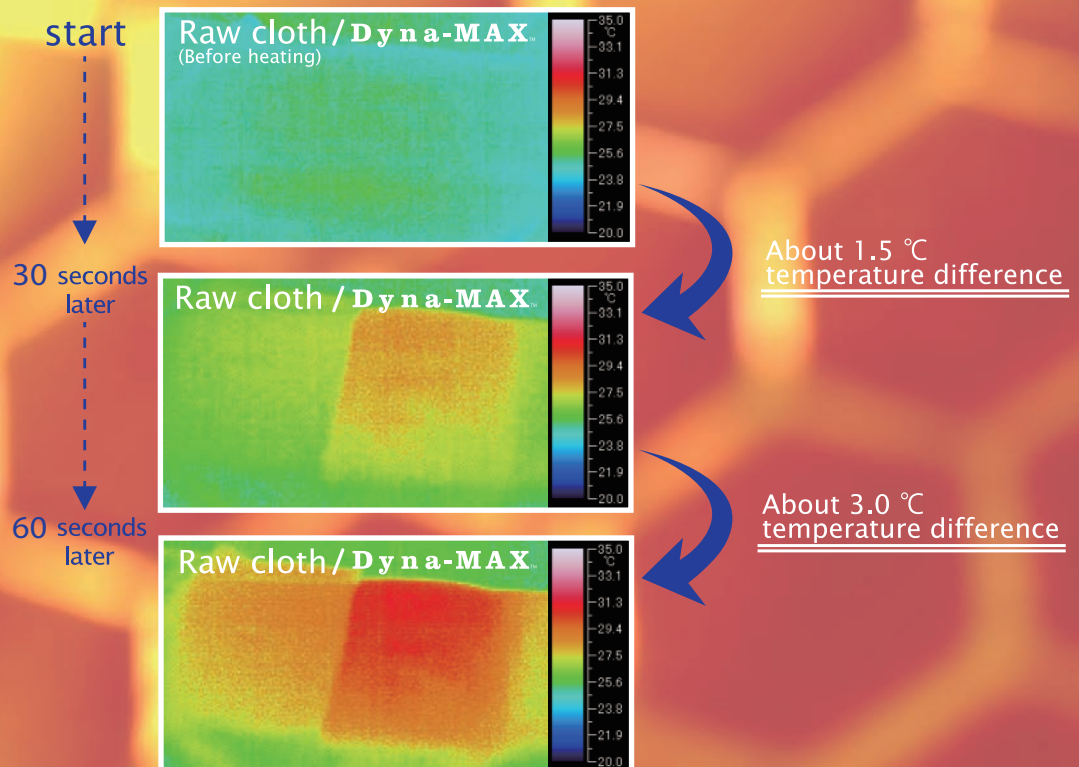 start
Raw cloth / Dyna-MAX™
(Before heating)
35.0
℃
33.1
31.3
29.4
27.5
25.6
23.8
21.9
20.0
About 1.5 ℃
temperature difference
30 seconds
later
Raw cloth / Dyna-MAX™
35.0
℃
33.1
31.3
29.4
27.5
25.6
23.8
21.9
20.0
About 3.0 ℃
temperature difference
60 seconds
later
Raw cloth / Dyna-MAX™
35.0
℃
33.1
31.3
29.4
27.5
25.6
23.8
21.9
20.0